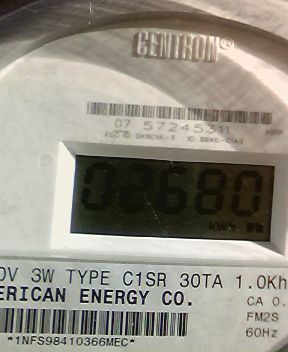 CENTRON®
07 57245311
02680
kWh
0V 3W TYPE C1SR 30TA 1.0Kh
ERICAN ENERGY CO.
CA 0.
FM2S
60Hz
*1NFS98410366MEC*